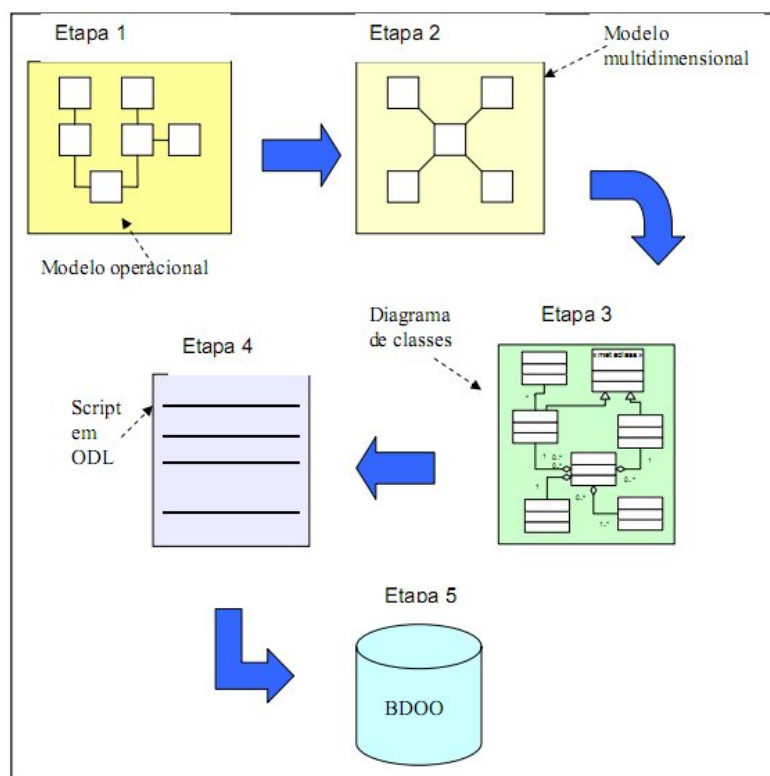 Etapa 1
Etapa 2
Modelo
multidimensional
Modelo operacional
Etapa 3
Diagrama
de classes
Etapa 4
Script
em
ODL
Etapa 5
BDOO